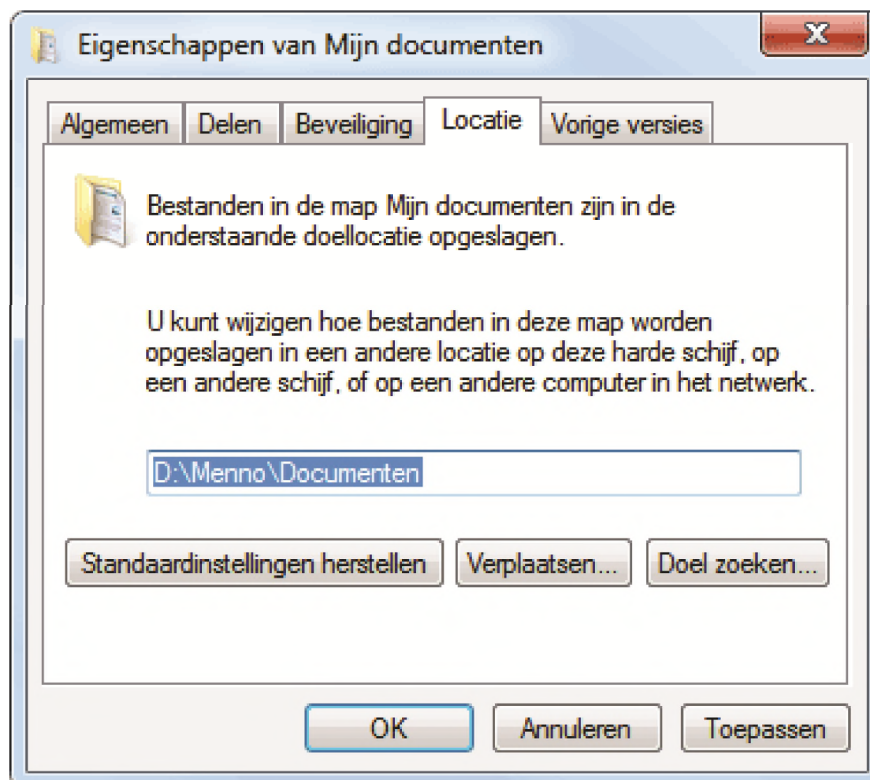 Eigenschappen van Mijn documenten
Algemeen Delen Beveiliging Locatie Vorige versies
Bestanden in de map Mijn documenten zijn in de
onderstaande doellocatie opgeslagen.
U kunt wijzigen hoe bestanden in deze map worden
opgeslagen in een andere locatie op deze harde schijf, op
een andere schijf, of op een andere computer in het netwerk.
D:\Menno\Documenten
Standaardinstellingen herstellen Verplaatsen... Doel zoeken...
OK Annuleren Toepassen